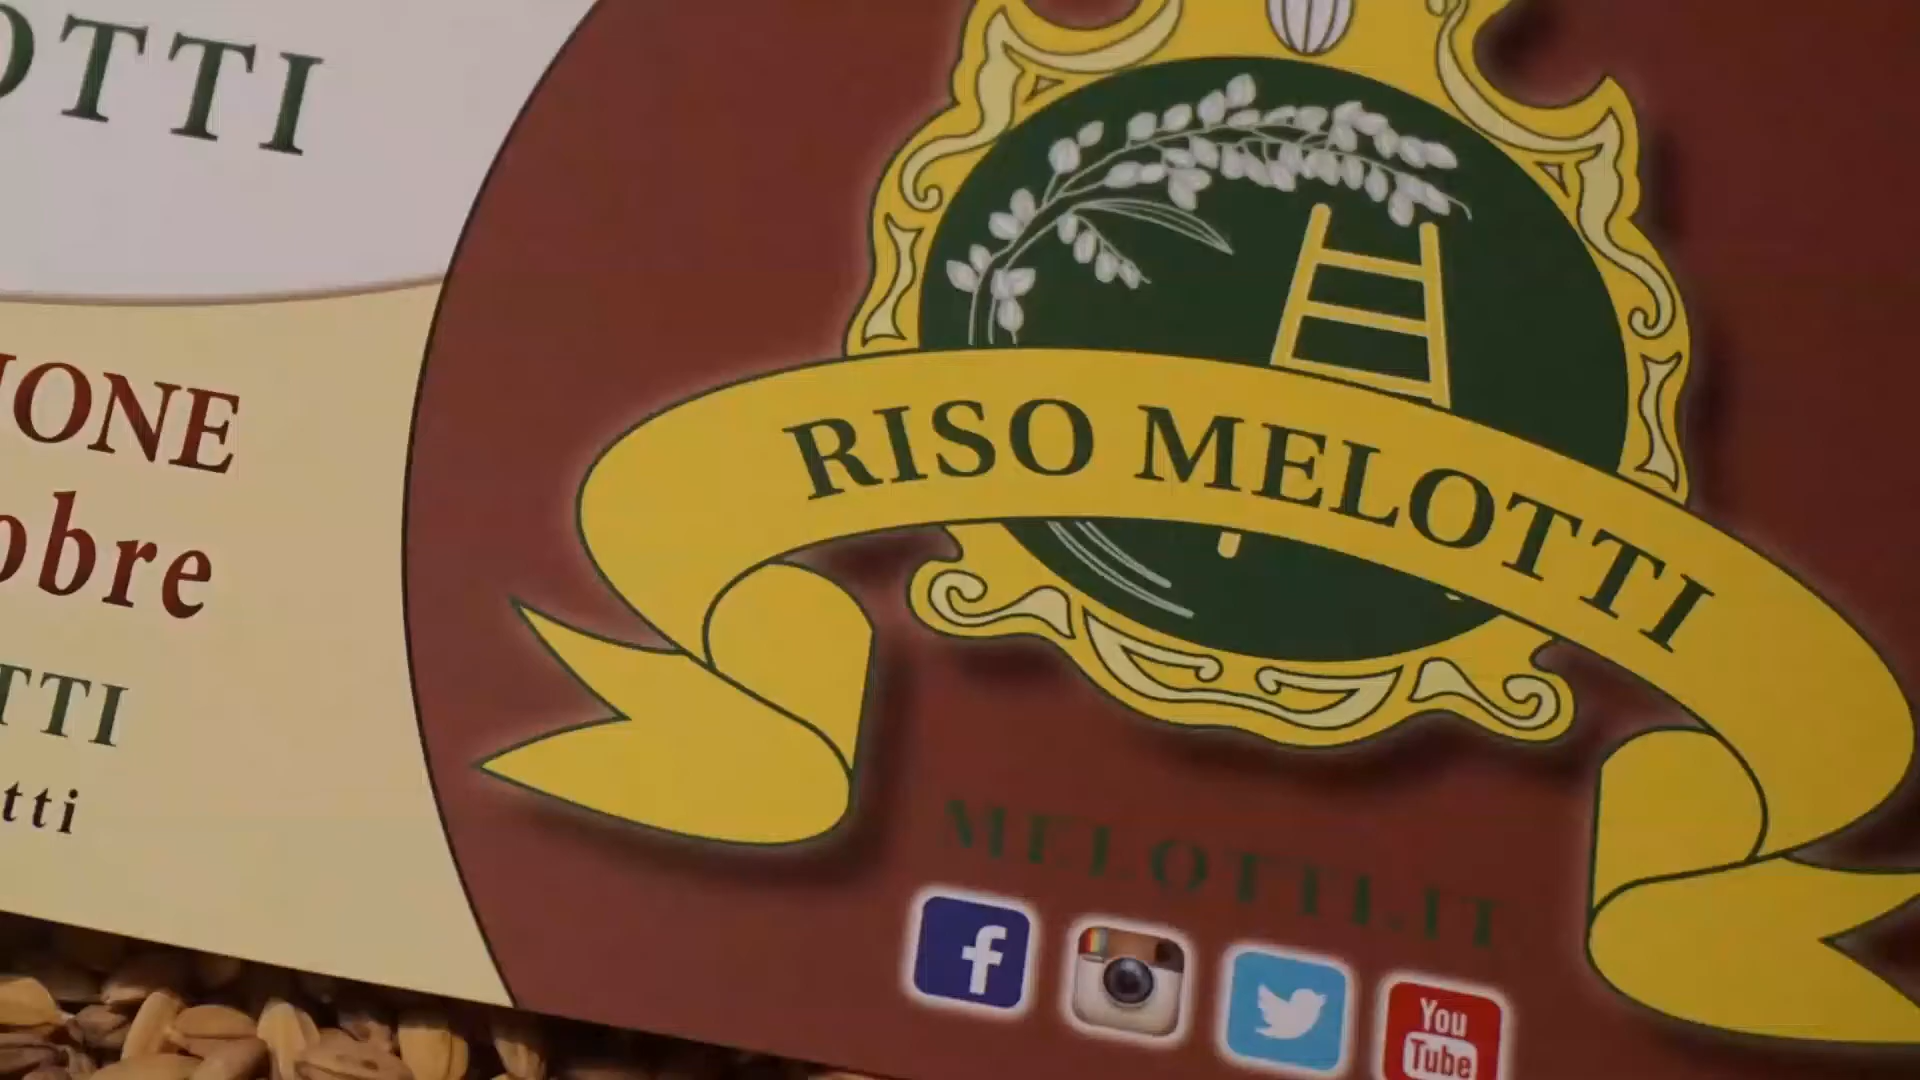 OTTI
IONE
obre
TTI
tti
RISO MELOTTI
MELOTTI.IT
f
You
Tube